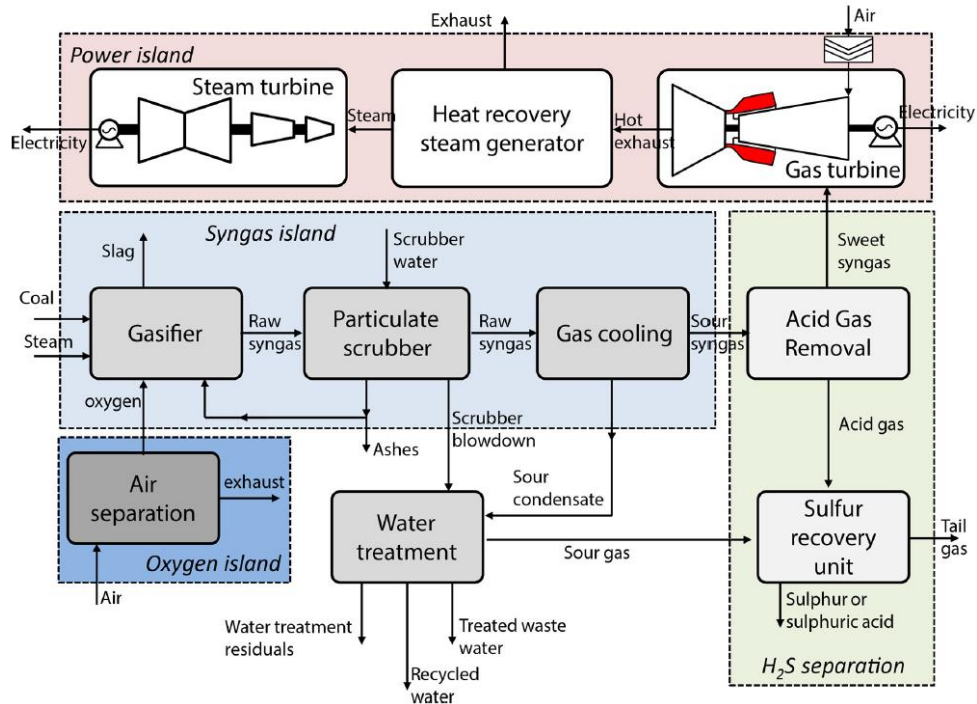 Exhaust
Air
Power island
Steam turbine
Electricity
Steam
Heat recovery
steam generator
Hot
exhaust
Gas turbine
Electricity
Syngas island
Slag
Scrubber
water
Sweet
syngas
Coal
Steam
Gasifier
Raw
syngas
Particulate
scrubber
Raw
syngas
Gas cooling
Sour
syngas
Acid Gas
Removal
oxygen
Ashes
Scrubber
blowdown
Acid gas
Air
separation
exhaust
Oxygen island
Air
Sour
condensate
Water
treatment
Sour gas
Sulfur
recovery
unit
Tail
gas
Water treatment
residuals
Recycled
water
Treated waste
water
Sulphur or
sulphuric acid
H₂S separation